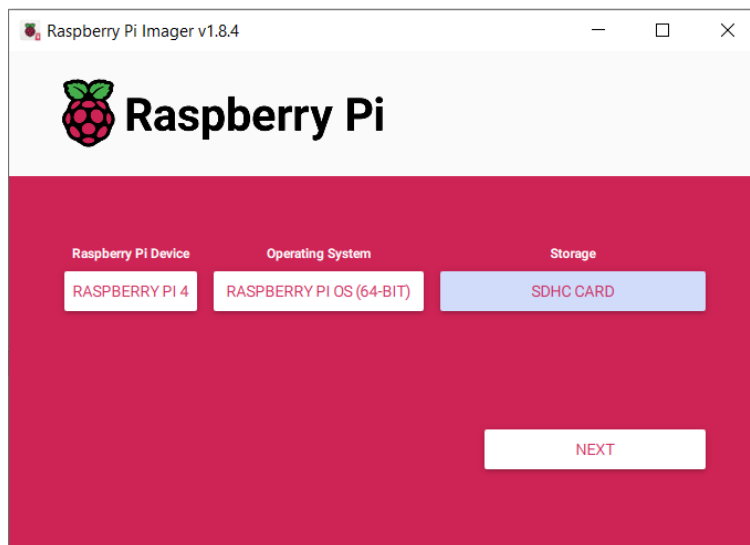 Raspberry Pi Imager v1.8.4
Raspberry Pi
Raspberry Pi Device
Operating System
Storage
RASPBERRY PI 4
RASPBERRY PI OS (64-BIT)
SDHC CARD
NEXT